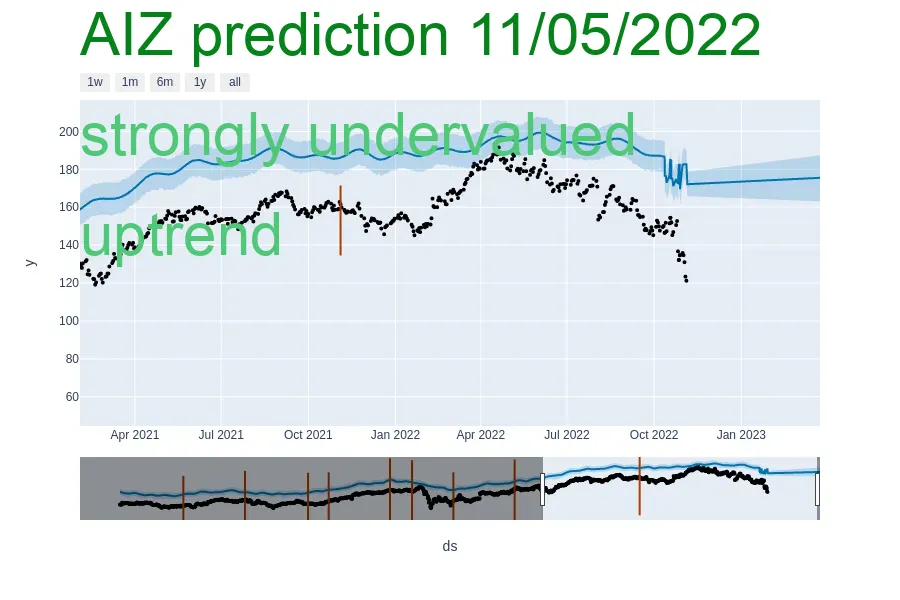 AIZ prediction 11/05/2022
1w 1m 6m 1y all
strongly undervalued
uptrend
200
180
160
140
120
100
80
60
y
Apr 2021 Jul 2021 Oct 2021 Jan 2022 Apr 2022 Jul 2022 Oct 2022 Jan 2023
ds